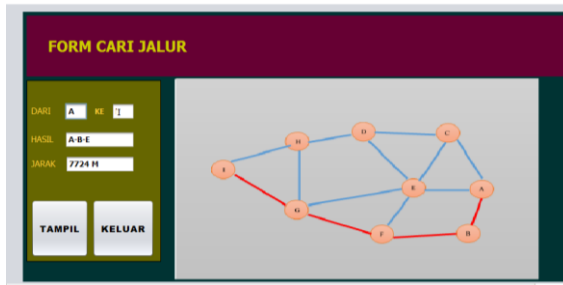 FORM CARI JALUR
DARI A KE I
HASIL A-B-E
JARAK 7724 M
TAMPIL KELUAR
D
C
H
I
E
A
G
F
B